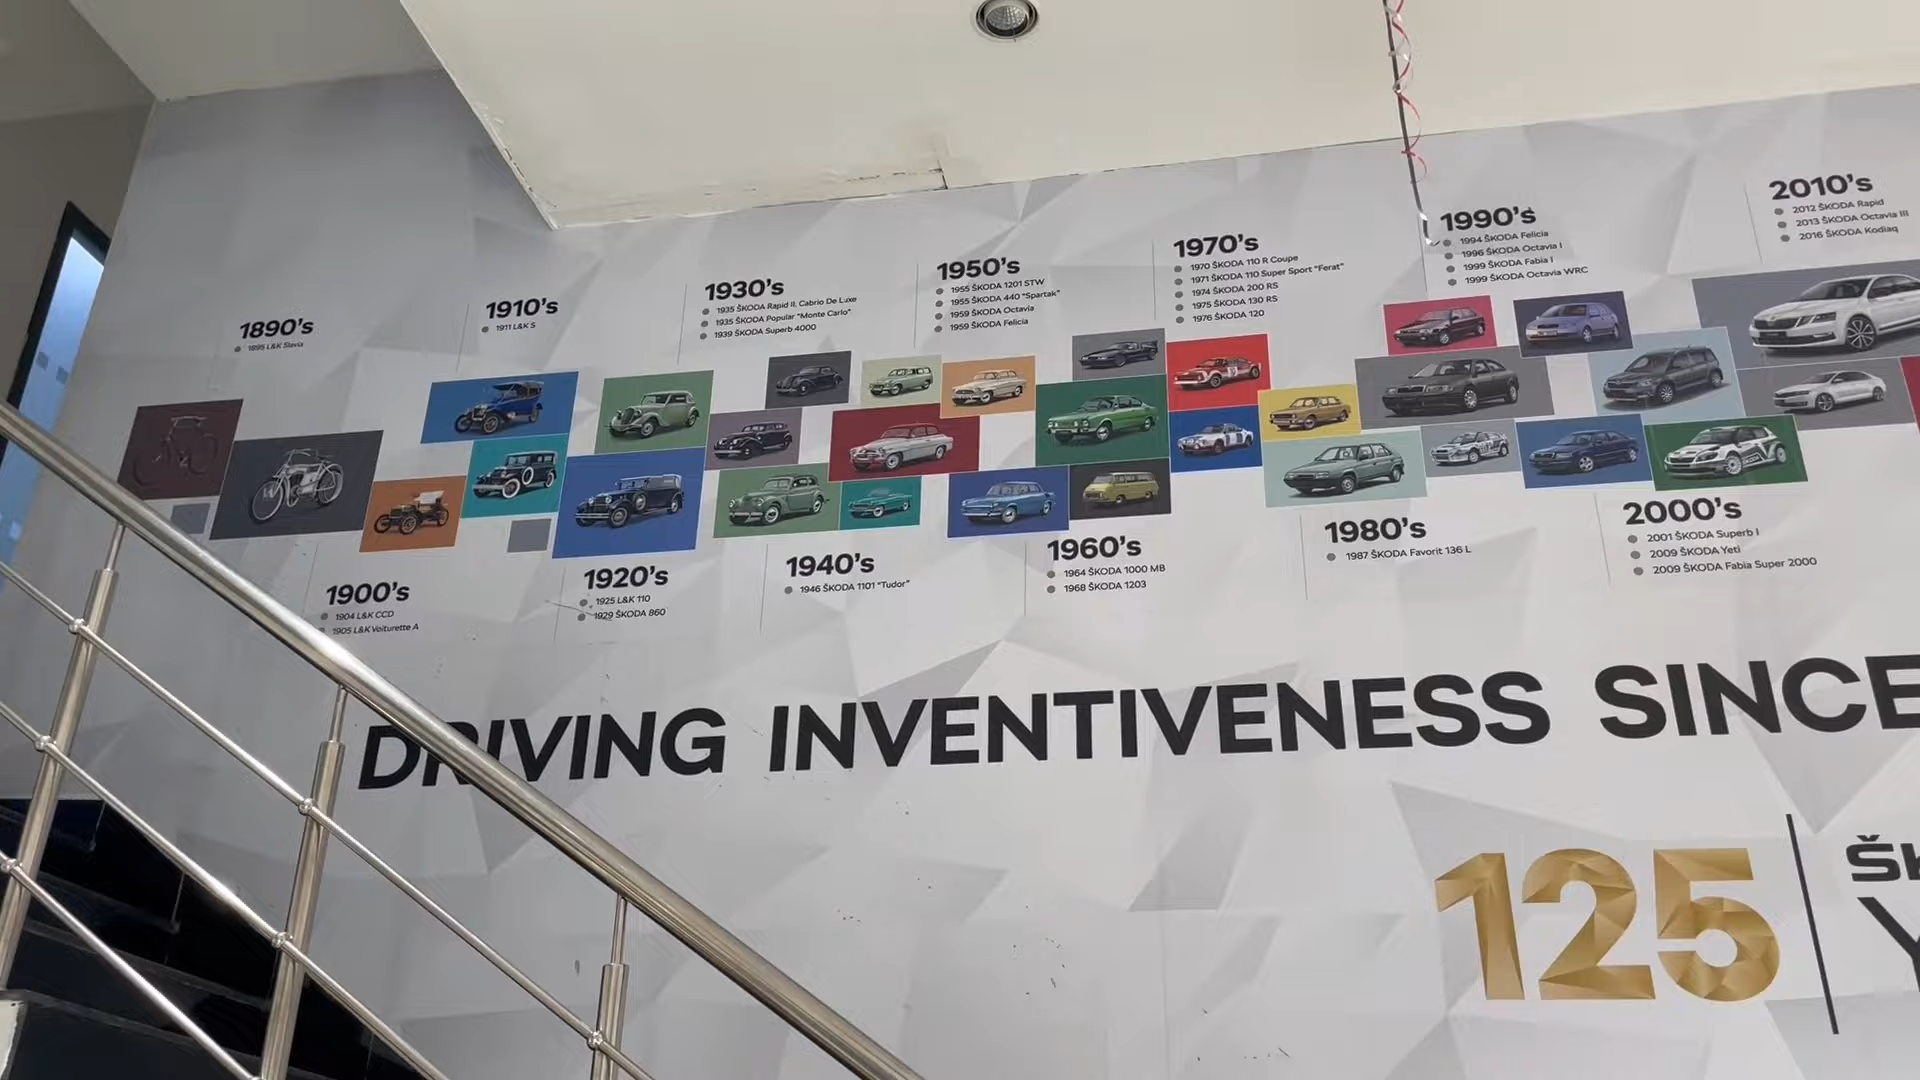 1890's
1895 L&K Slavia
1900's
1904 L&K CCD
1905 L&K Voiturette A
1910's
1911 L&K S
1920's
1925 L&K 110
1929 ŠKODA 860
1930's
1935 ŠKODA Rapid II. Cabrio De Luxe
1935 ŠKODA Popular "Monte Carlo"
1939 ŠKODA Superb 4000
1940's
1946 ŠKODA 1101 "Tudor"
1950's
1955 ŠKODA 1201 STW
1955 ŠKODA 440 "Spartak"
1959 ŠKODA Octavia
1959 ŠKODA Felicia
1960's
1964 ŠKODA 1000 MB
1968 ŠKODA 1203
1970's
1970 ŠKODA 110 R Coupe
1971 ŠKODA 110 Super Sport "Ferat"
1974 ŠKODA 200 RS
1975 ŠKODA 130 RS
1976 ŠKODA 120
1980's
1987 ŠKODA Favorit 136 L
1990's
1994 ŠKODA Felicia
1996 ŠKODA Octavia I
1999 ŠKODA Fabia I
1999 ŠKODA Octavia WRC
2000's
2001 ŠKODA Superb I
2009 ŠKODA Yeti
2009 ŠKODA Fabia Super 2000
2010's
2012 ŠKODA Rapid
2013 ŠKODA Octavia III
2016 ŠKODA Kodiaq
DRIVING INVENTIVENESS SINCE
125